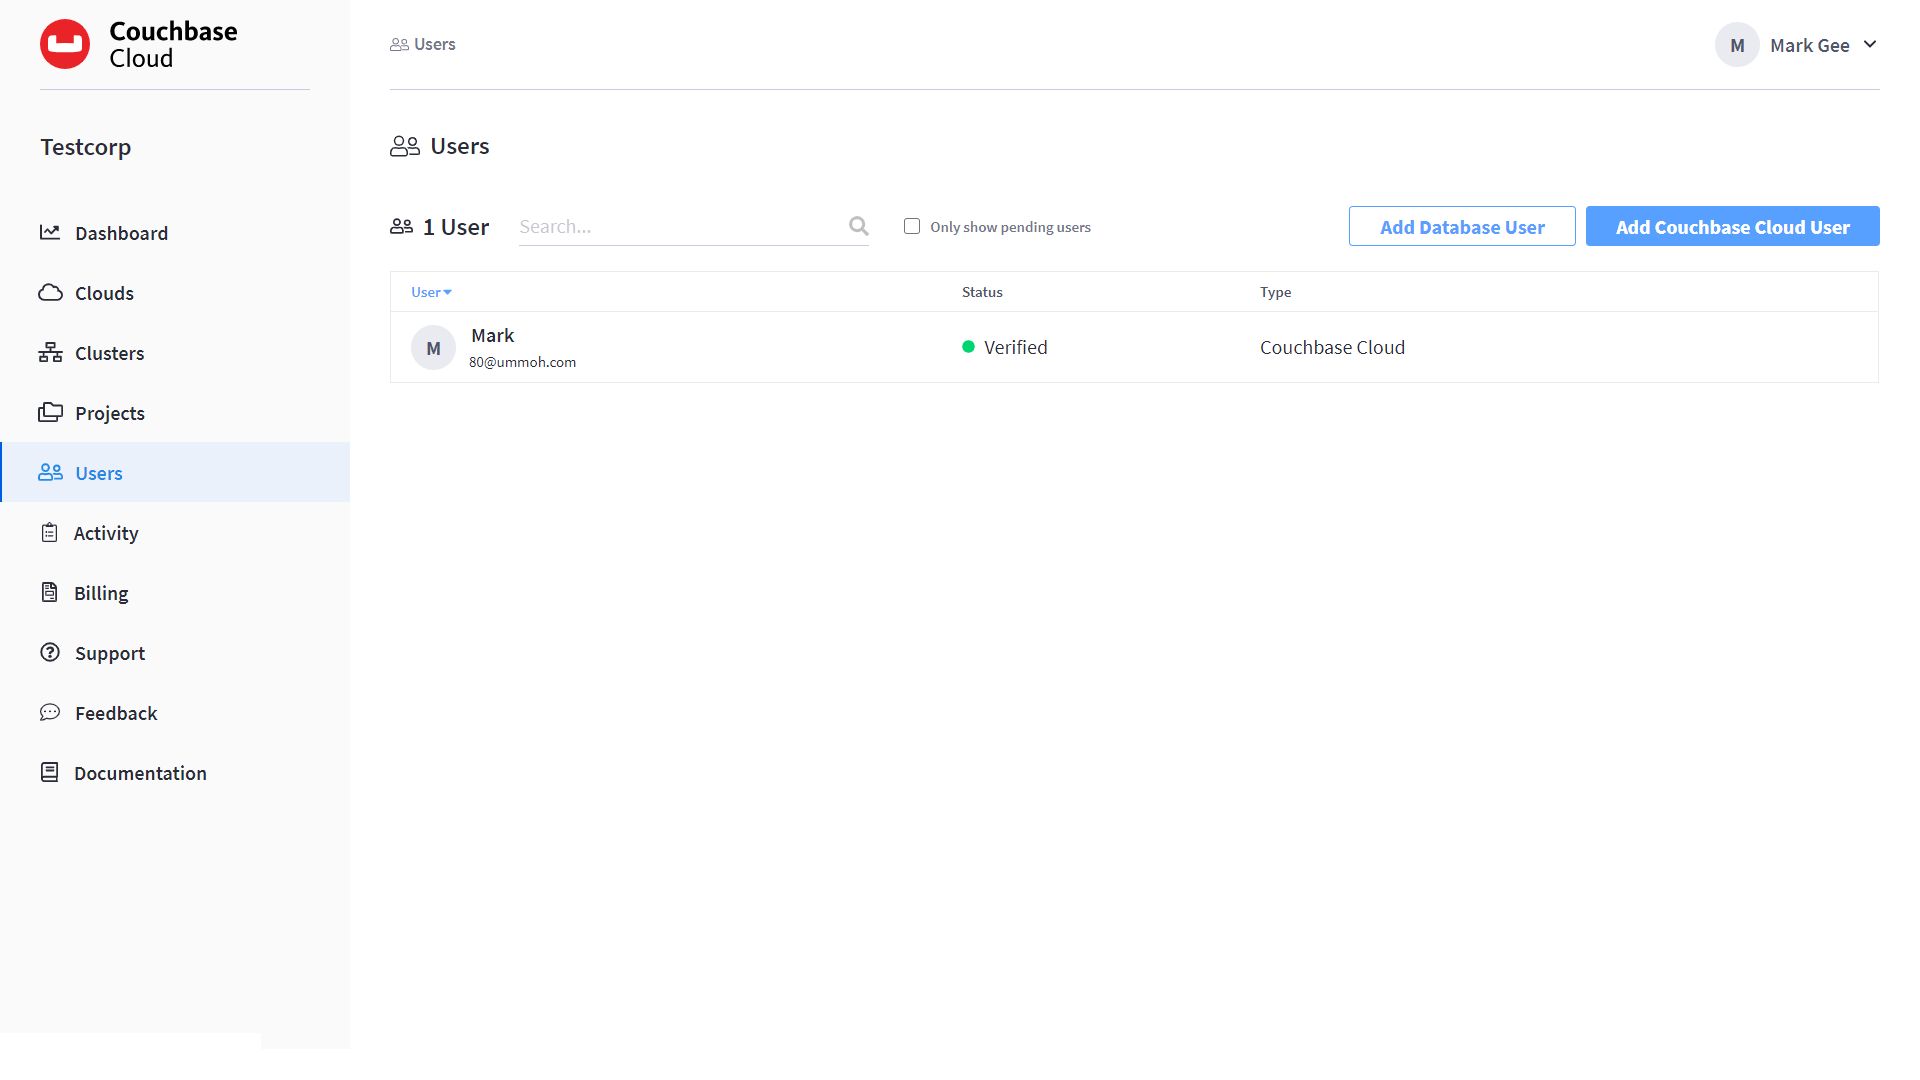 Couchbase
Cloud
Users
M
Mark Gee
Testcorp
Users
1 User
Search...
Only show pending users
Add Database User
Add Couchbase Cloud User
Dashboard
Clouds
Clusters
Projects
Users
Activity
Billing
Support
Feedback
Documentation
User
Status
Type
M
Mark
80@ummoh.com
Verified
Couchbase Cloud